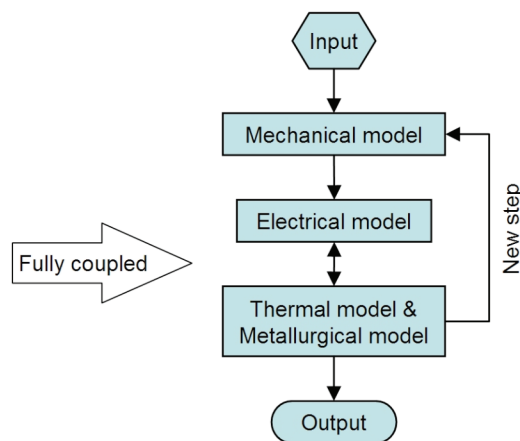 Input
Mechanical model
Electrical model
Fully coupled
New step
Thermal model &
Metallurgical model
Output